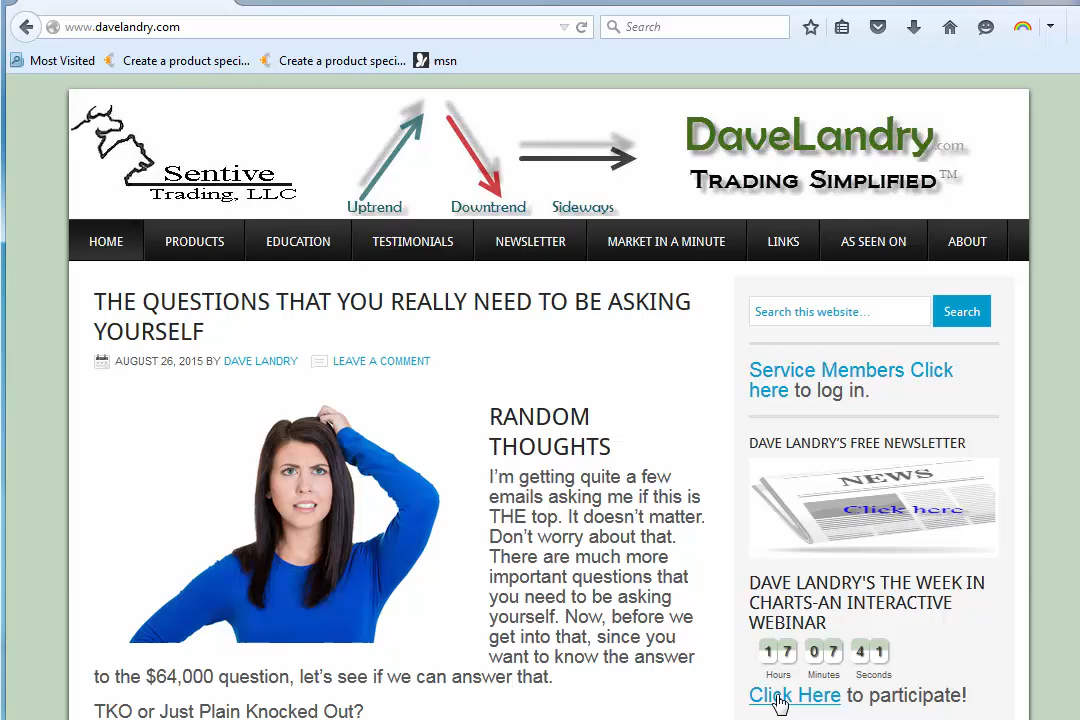 www.davelandry.com
Search
Most Visited
Create a product speci...
Create a product speci...
msn
Sentive
Trading, LLC
Uptrend
Downtrend
Sideways
DaveLandry.com
TRADING SIMPLIFIED™
HOME
PRODUCTS
EDUCATION
TESTIMONIALS
NEWSLETTER
MARKET IN A MINUTE
LINKS
AS SEEN ON
ABOUT
THE QUESTIONS THAT YOU REALLY NEED TO BE ASKING
YOURSELF
AUGUST 26, 2015 BY DAVE LANDRY LEAVE A COMMENT
RANDOM
THOUGHTS
I'm getting quite a few
emails asking me if this is
THE top. It doesn't matter.
Don't worry about that.
There are much more
important questions that
you need to be asking
yourself. Now, before we
get into that, since you
want to know the answer
to the $64,000 question, let's see if we can answer that.
TKO or Just Plain Knocked Out?
Search this website...
Search
Service Members Click
here to log in.
DAVE LANDRY'S FREE NEWSLETTER
NEWS
Click here
DAVE LANDRY'S THE WEEK IN
CHARTS-AN INTERACTIVE
WEBINAR
17 07 41
Hours Minutes Seconds
Click Here to participate!